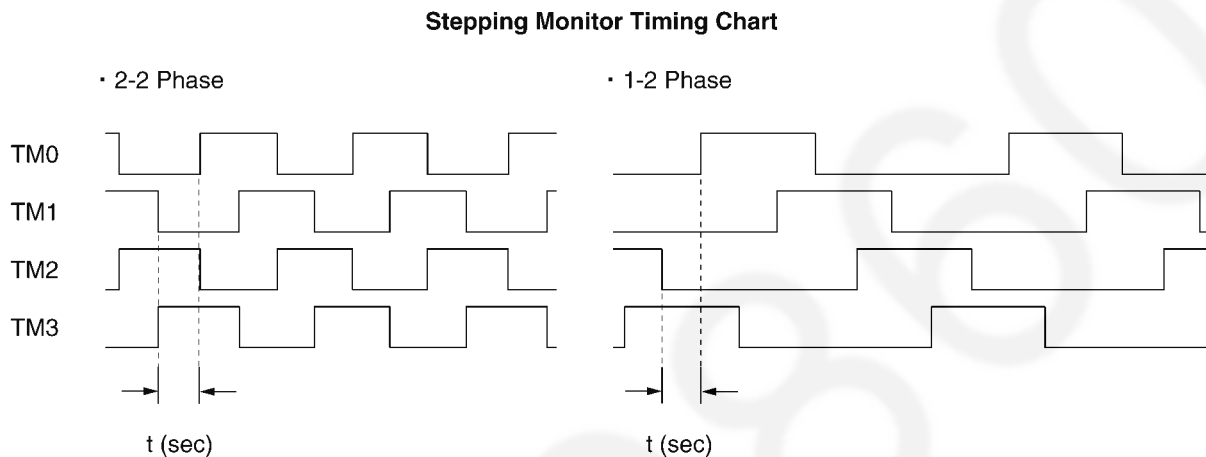 Stepping Monitor Timing Chart
· 2-2 Phase
· 1-2 Phase
TM0
TM1
TM2
TM3
t (sec)
t (sec)